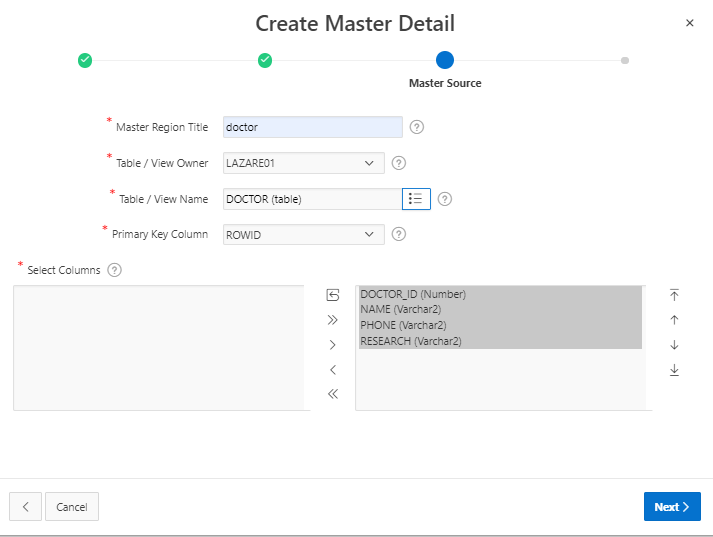 Create Master Detail
Master Source
* Master Region Title doctor
* Table / View Owner LAZARE01
* Table / View Name DOCTOR (table)
* Primary Key Column ROWID
* Select Columns
DOCTOR_ID (Number)
NAME (Varchar2)
PHONE (Varchar2)
RESEARCH (Varchar2)
Cancel
Next